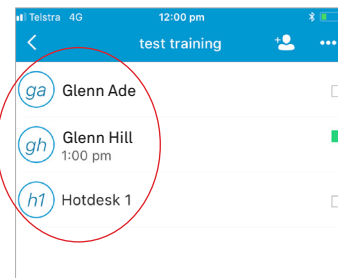 Telstra 4G 12:00 pm
test training
ga Glenn Ade
gh Glenn Hill
1:00 pm
h1 Hotdesk 1